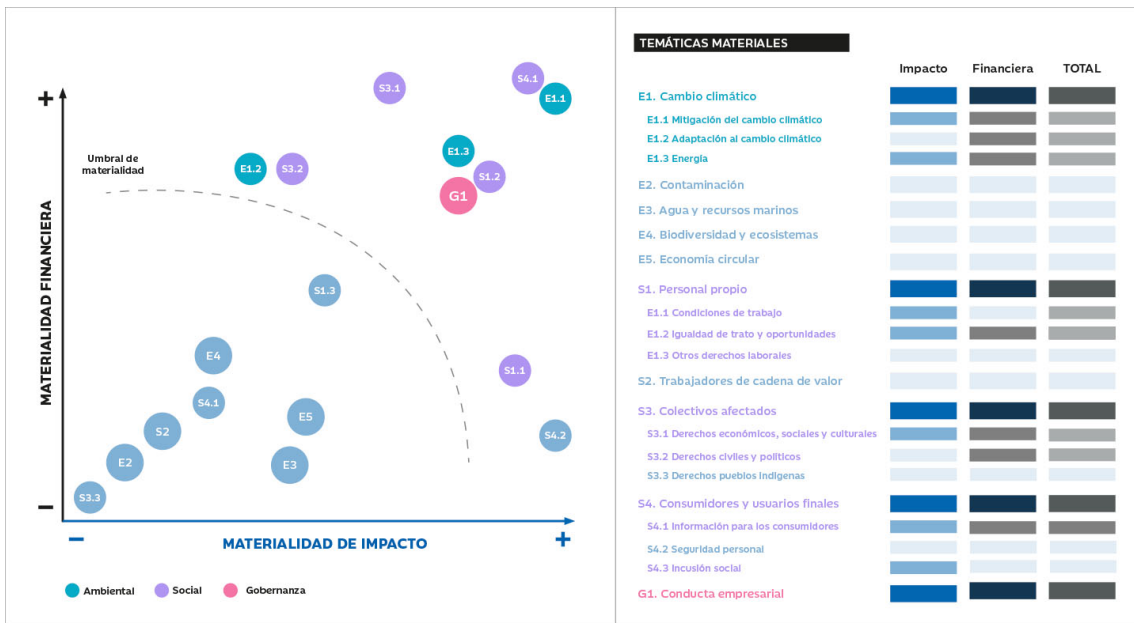 S3.1
S4.1
E1.1
+
Umbral de
materialidad
E1.2
S3.2
E1.3
S1.2
G1
MATERIALIDAD FINANCIERA
S1.3
E4
S1.1
S4.1
E5
S2
S4.2
E2
E3
S3.3
–
–
MATERIALIDAD DE IMPACTO
+
Ambiental
Social
Gobernanza
TEMÁTICAS MATERIALES
Impacto Financiera TOTAL
E1. Cambio climático
E1.1 Mitigación del cambio climático
E1.2 Adaptación al cambio climático
E1.3 Energía
E2. Contaminación
E3. Agua y recursos marinos
E4. Biodiversidad y ecosistemas
E5. Economia circular
S1. Personal propio
E1.1 Condiciones de trabajo
E1.2 Igualdad de trato y oportunidades
E1.3 Otros derechos laborales
S2. Trabajadores de cadena de valor
S3. Colectivos afectados
S3.1 Derechos económicos, sociales y culturales
S3.2 Derechos civiles y políticos
S3.3 Derechos pueblos indigenas
S4. Consumidores y usuarios finales
S4.1 Información para los consumidores
S4.2 Seguridad personal
S4.3 Incusión social
G1. Conducta empresarial